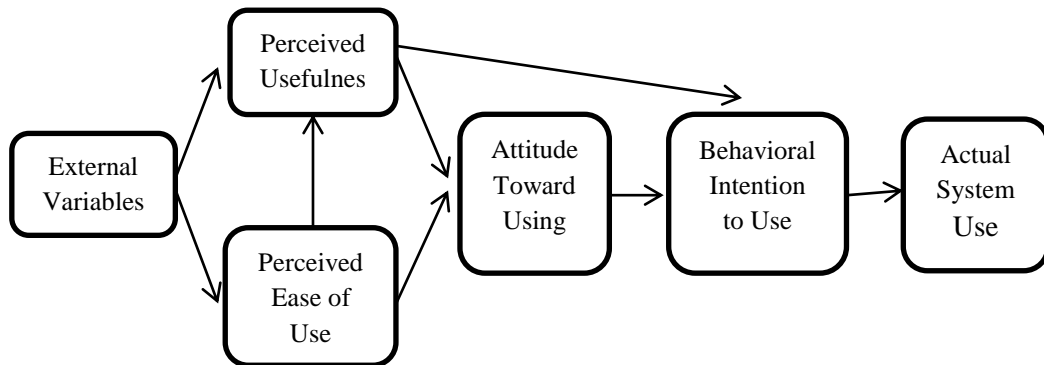 Perceived
Usefulnes
External
Variables
Perceived
Ease of
Use
Attitude
Toward
Using
Behavioral
Intention
to Use
Actual
System
Use